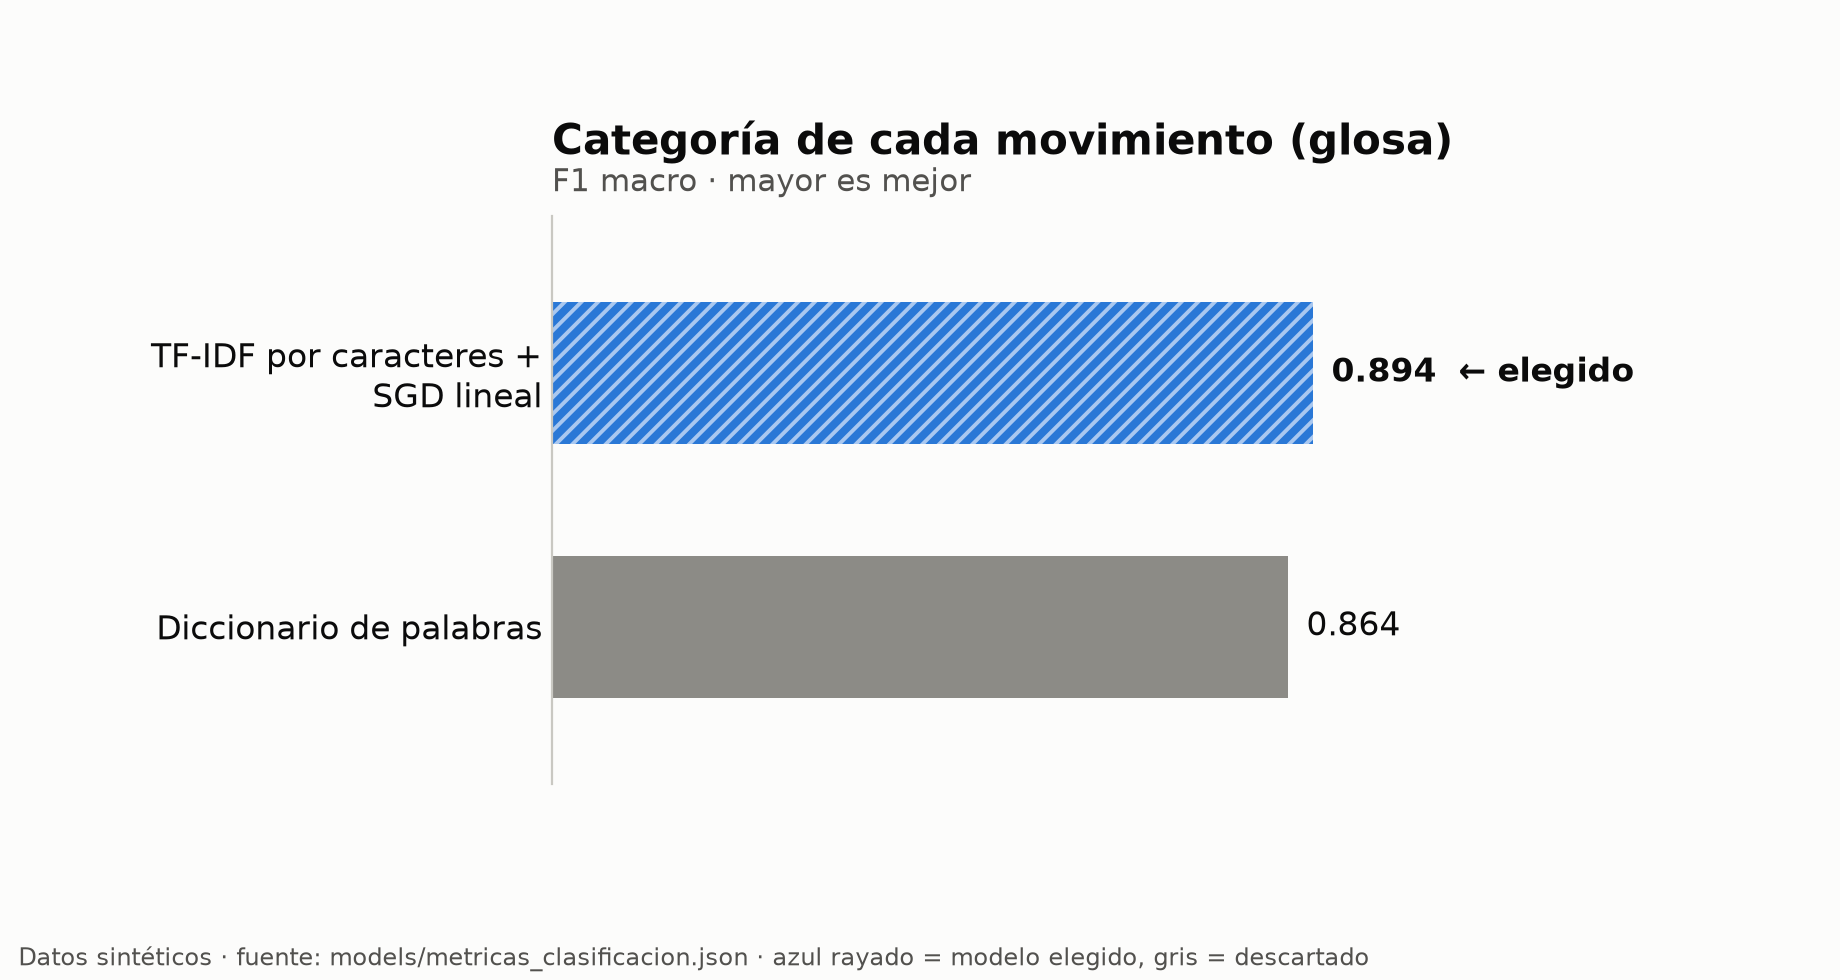 Categoría de cada movimiento (glosa)
F1 macro · mayor es mejor
TF-IDF por caracteres +
SGD lineal
0.894 ← elegido
Diccionario de palabras
0.864
Datos sintéticos · fuente: models/metricas_clasificacion.json · azul rayado = modelo elegido, gris = descartado